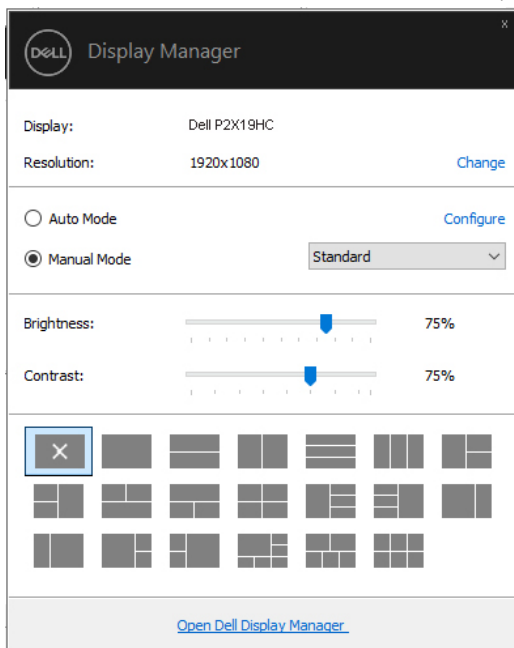 DELL Display Manager
Display: Dell P2X19HC
Resolution: 1920x1080 Change
Auto Mode Configure
Manual Mode Standard
Brightness: 75%
Contrast: 75%
Open Dell Display Manager